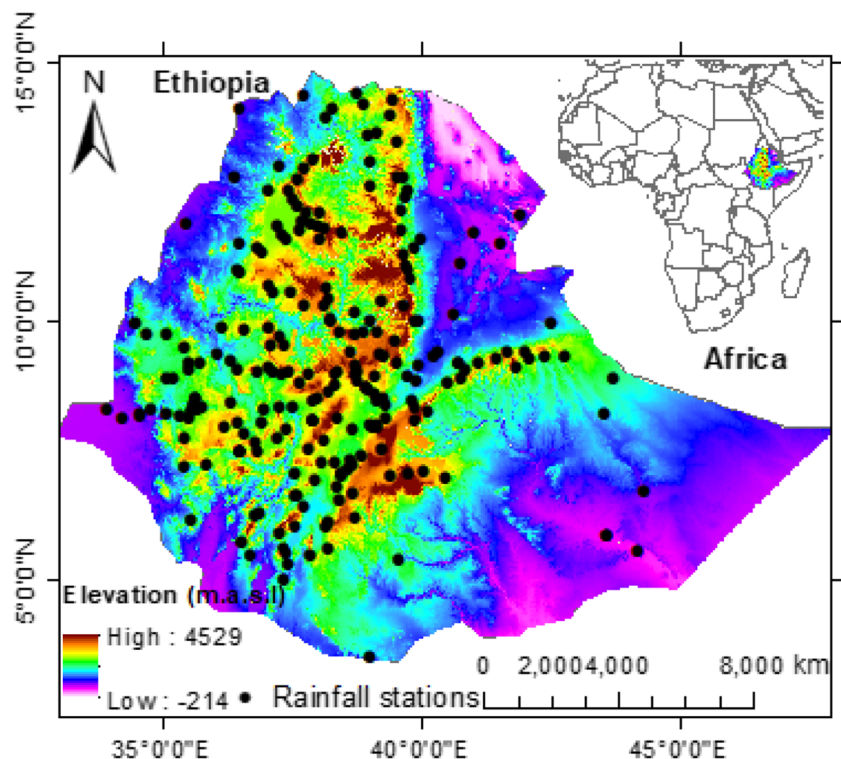 N
Ethiopia
Africa
15°0'0"N
10°0'0"N
5°0'0"N
Elevation (m.a.s.l)
High : 4529
Low : -214
Rainfall stations
0 2,0004,000 8,000 km
35°0'0"E 40°0'0"E 45°0'0"E